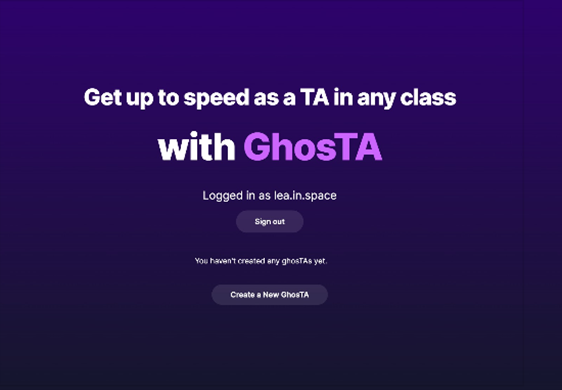 Get up to speed as a TA in any class
with GhosTA
Logged in as lea.in.space
Sign out
You haven't created any ghosTAs yet.
Create a New GhosTA